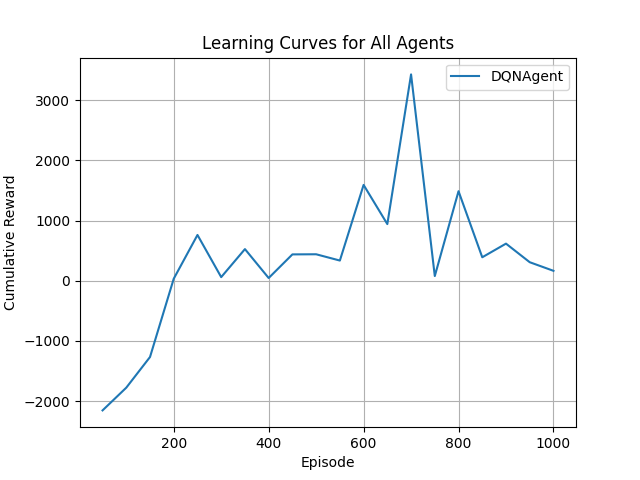 Learning Curves for All Agents
DQNAgent
3000
2000
1000
0
−1000
−2000
200 400 600 800 1000
Episode
Cumulative Reward